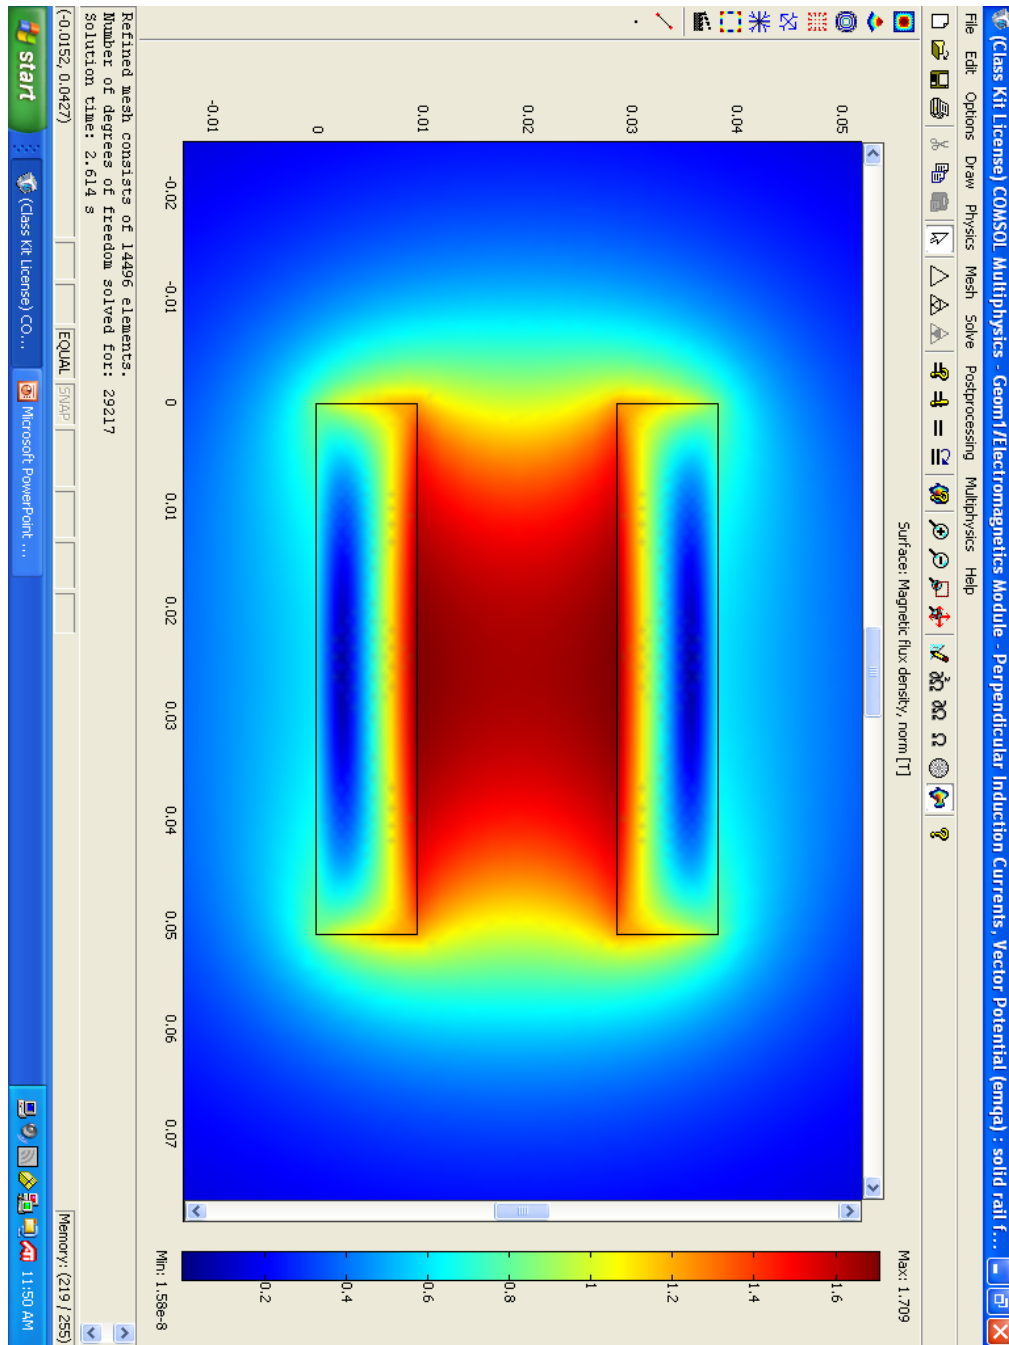 (Class Kit License) COMSOL Multiphysics - Geom1/Electromagnetics Module - Perpendicular Induction Currents, Vector Potential (emqa) : solid rail f...
File Edit Options Draw Physics Mesh Solve Postprocessing Multiphysics Help
∂²Ω ∂Ω Ω ?
Surface: Magnetic flux density, norm [T]
Max: 1.709
0.05
0.04
0.03
0.02
0.01
0
-0.01
-0.02 -0.01 0 0.01 0.02 0.03 0.04 0.05 0.06 0.07
1.6
1.4
1.2
1
0.8
0.6
0.4
0.2
Min: 1.58e-8
Refined mesh consists of 14496 elements.
Number of degrees of freedom solved for: 29217
Solution time: 2.614 s
(-0.0152, 0.0427) EQUAL SNAP Memory: (219 / 255)
start (Class Kit License) CO... Microsoft PowerPoint ... 11:50 AM